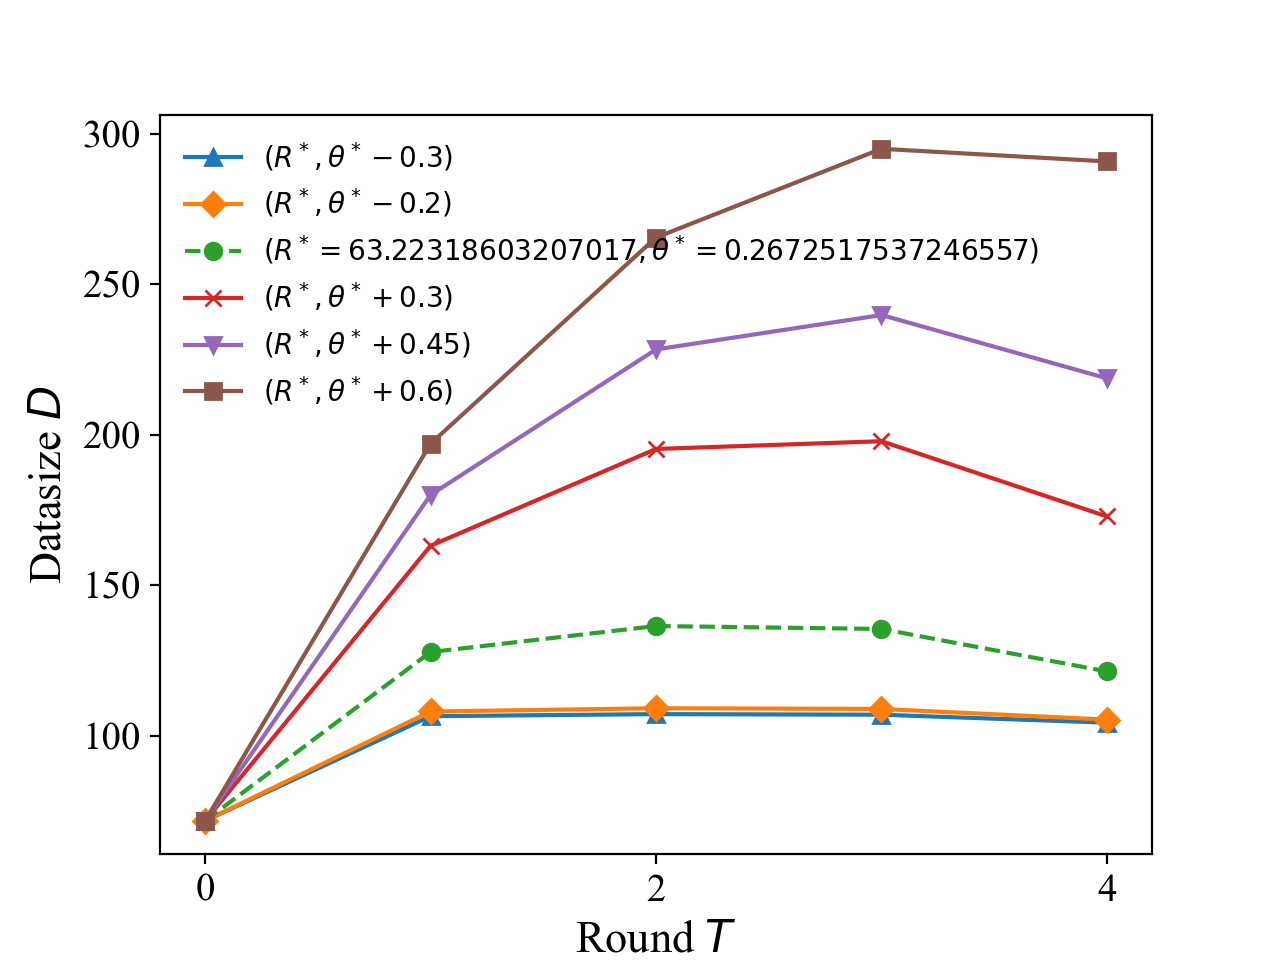 300
250
200
150
100
Datasize D
(R*, θ* − 0.3)
(R*, θ* − 0.2)
(R* = 63.22318603207017, θ* = 0.2672517537246557)
(R*, θ* + 0.3)
(R*, θ* + 0.45)
(R*, θ* + 0.6)
0 2 4
Round T